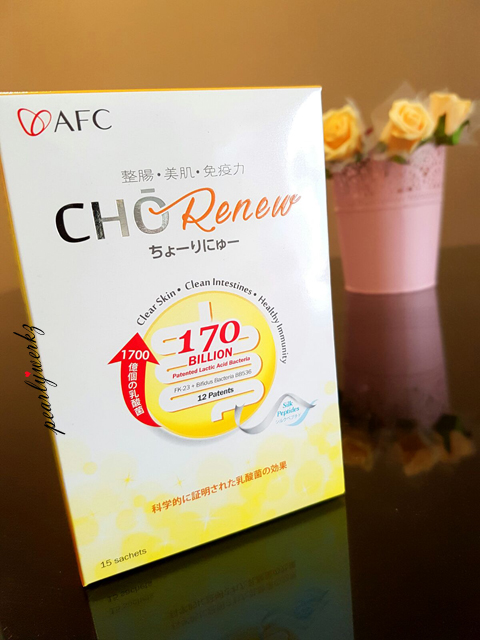 AFC
整腸・美肌・免疫力
CHŌ Renew
ちょーりにゅー
Clear Skin • Clean Intestines • Healthy Immunity
170
BILLION
Patented Lactic Acid Bacteria
FK-23 + Bifidus Bacteria BB536
12 Patents
1700
億個の乳酸菌
Silk
Peptides
科学的に証明された乳酸菌の効果
15 sachets
pearlyiwerkz